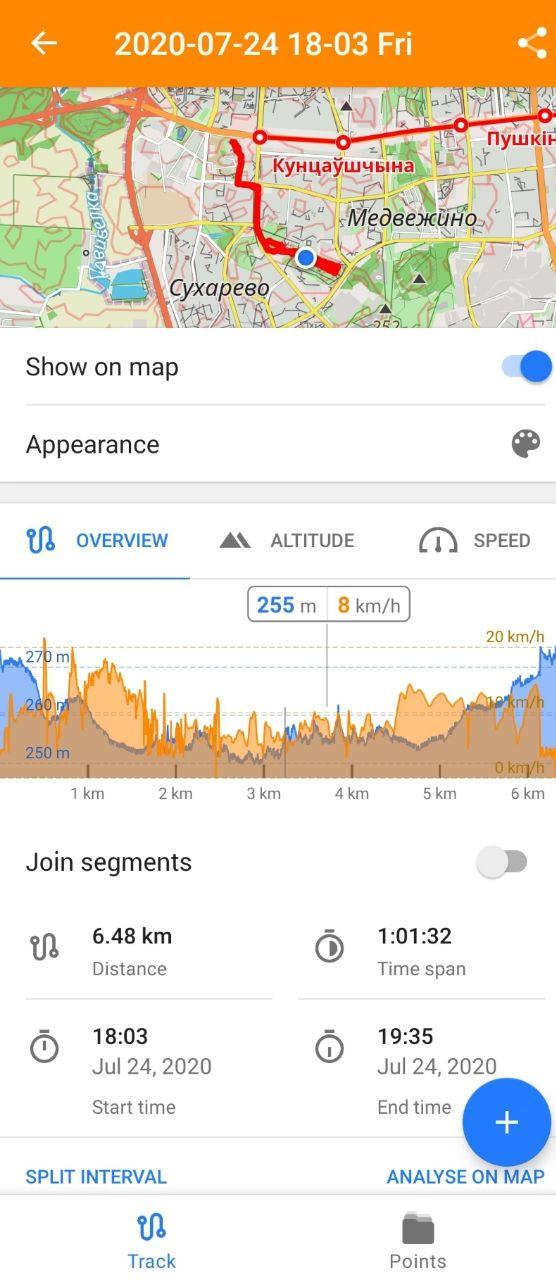 2020-07-24 18-03 Fri
Пушкін
Кунцаўшчына
Медвежино
Сухарево
252
Show on map
Appearance
OVERVIEW
ALTITUDE
SPEED
255 m
8 km/h
20 km/h
270 m
260 m
10 km/h
250 m
0 km/h
1 km
2 km
3 km
4 km
5 km
6 km
Join segments
6.48 km
1:01:32
Distance
Time span
18:03
19:35
Jul 24, 2020
Jul 24, 2020
Start time
End time
+
SPLIT INTERVAL
ANALYSE ON MAP
Track
Points